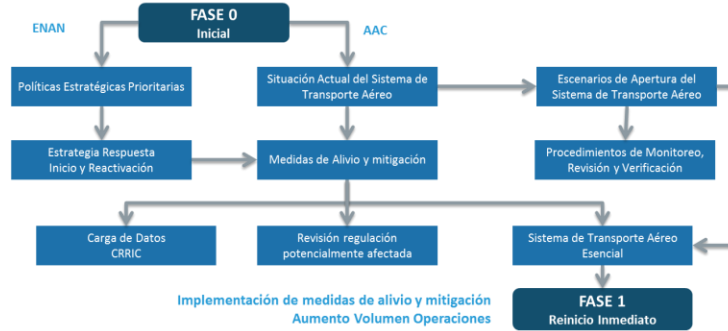 FASE 0
Inicial
ENAN
AAC
Políticas Estratégicas Prioritarias
Situación Actual del Sistema de
Transporte Aéreo
Escenarios de Apertura del
Sistema de Transporte Aéreo
Estrategia Respuesta
Inicio y Reactivación
Medidas de Alivio y mitigación
Procedimientos de Monitoreo,
Revisión y Verificación
Carga de Datos
CRRIC
Revisión regulación
potencialmente afectada
Sistema de Transporte Aéreo
Esencial
Implementación de medidas de alivio y mitigación
Aumento Volumen Operaciones
FASE 1
Reinicio Inmediato